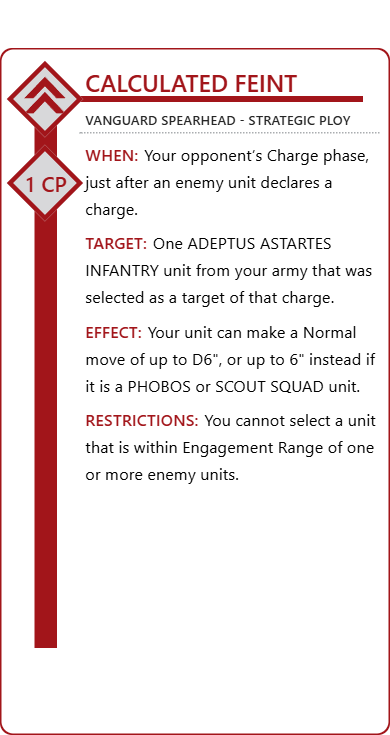 CALCULATED FEINT
VANGUARD SPEARHEAD - STRATEGIC PLOY
1 CP
WHEN: Your opponent’s Charge phase,
just after an enemy unit declares a
charge.
TARGET: One ADEPTUS ASTARTES
INFANTRY unit from your army that was
selected as a target of that charge.
EFFECT: Your unit can make a Normal
move of up to D6", or up to 6" instead if
it is a PHOBOS or SCOUT SQUAD unit.
RESTRICTIONS: You cannot select a unit
that is within Engagement Range of one
or more enemy units.